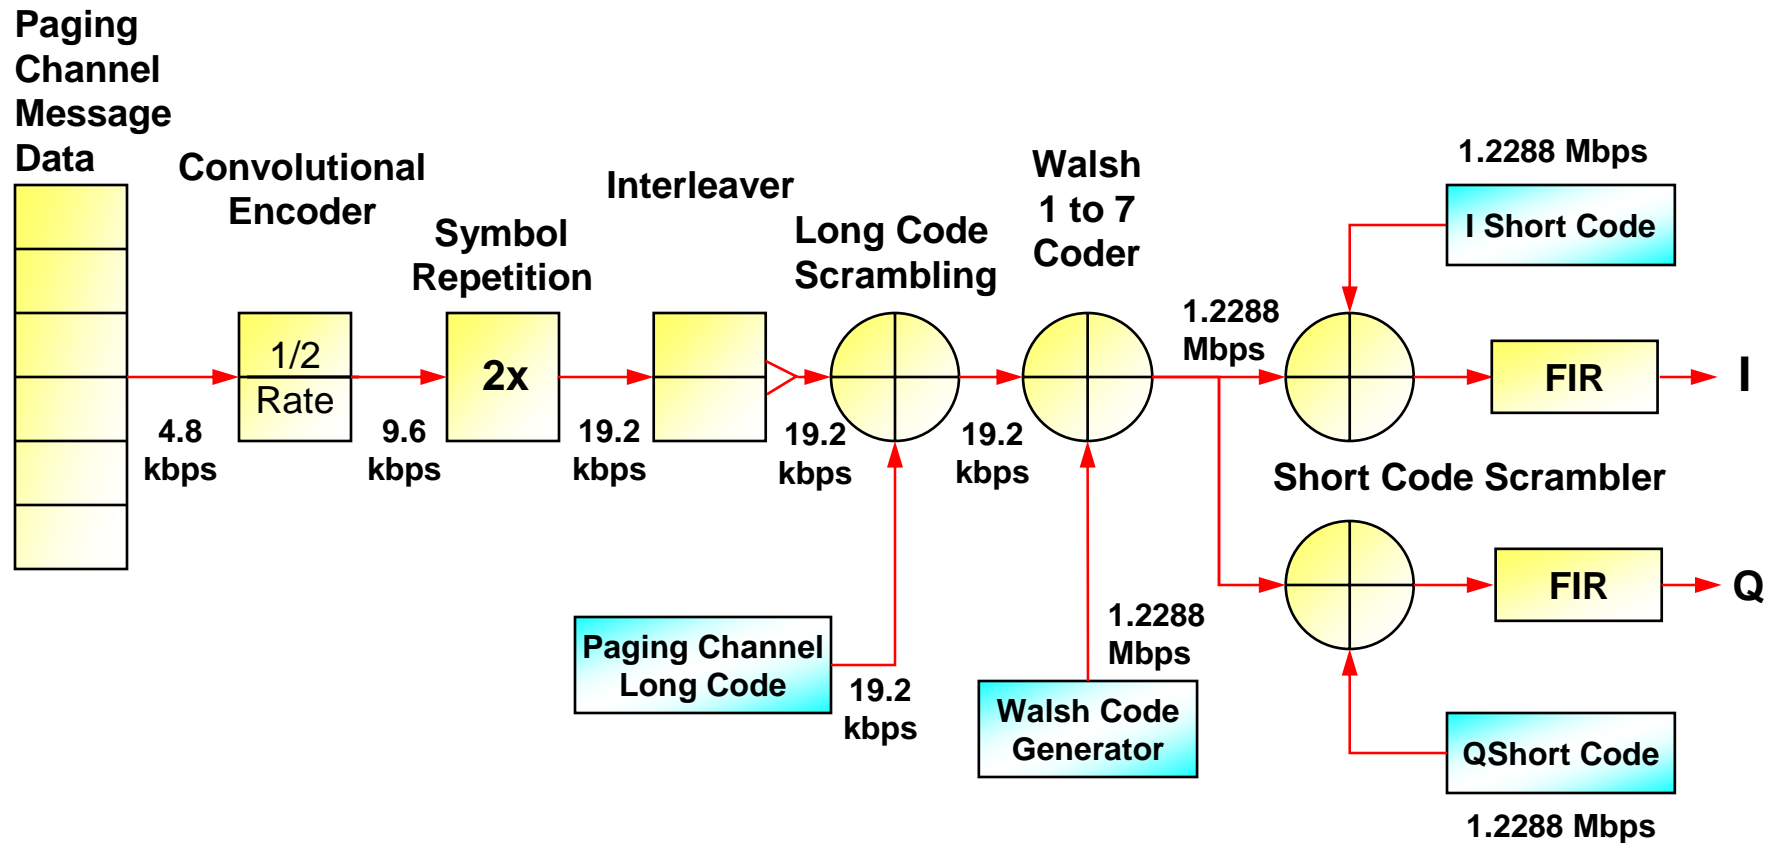 Paging
Channel
Message
Data
Convolutional
Encoder
Symbol
Repetition
Interleaver
Long Code
Scrambling
Walsh
1 to 7
Coder
1.2288 Mbps
I Short Code
1.2288
Mbps
1/2
Rate
2x
FIR
I
4.8
kbps
9.6
kbps
19.2
kbps
19.2
kbps
19.2
kbps
Short Code Scrambler
FIR
Q
Paging Channel
Long Code
19.2
kbps
1.2288
Mbps
Walsh Code
Generator
QShort Code
1.2288 Mbps